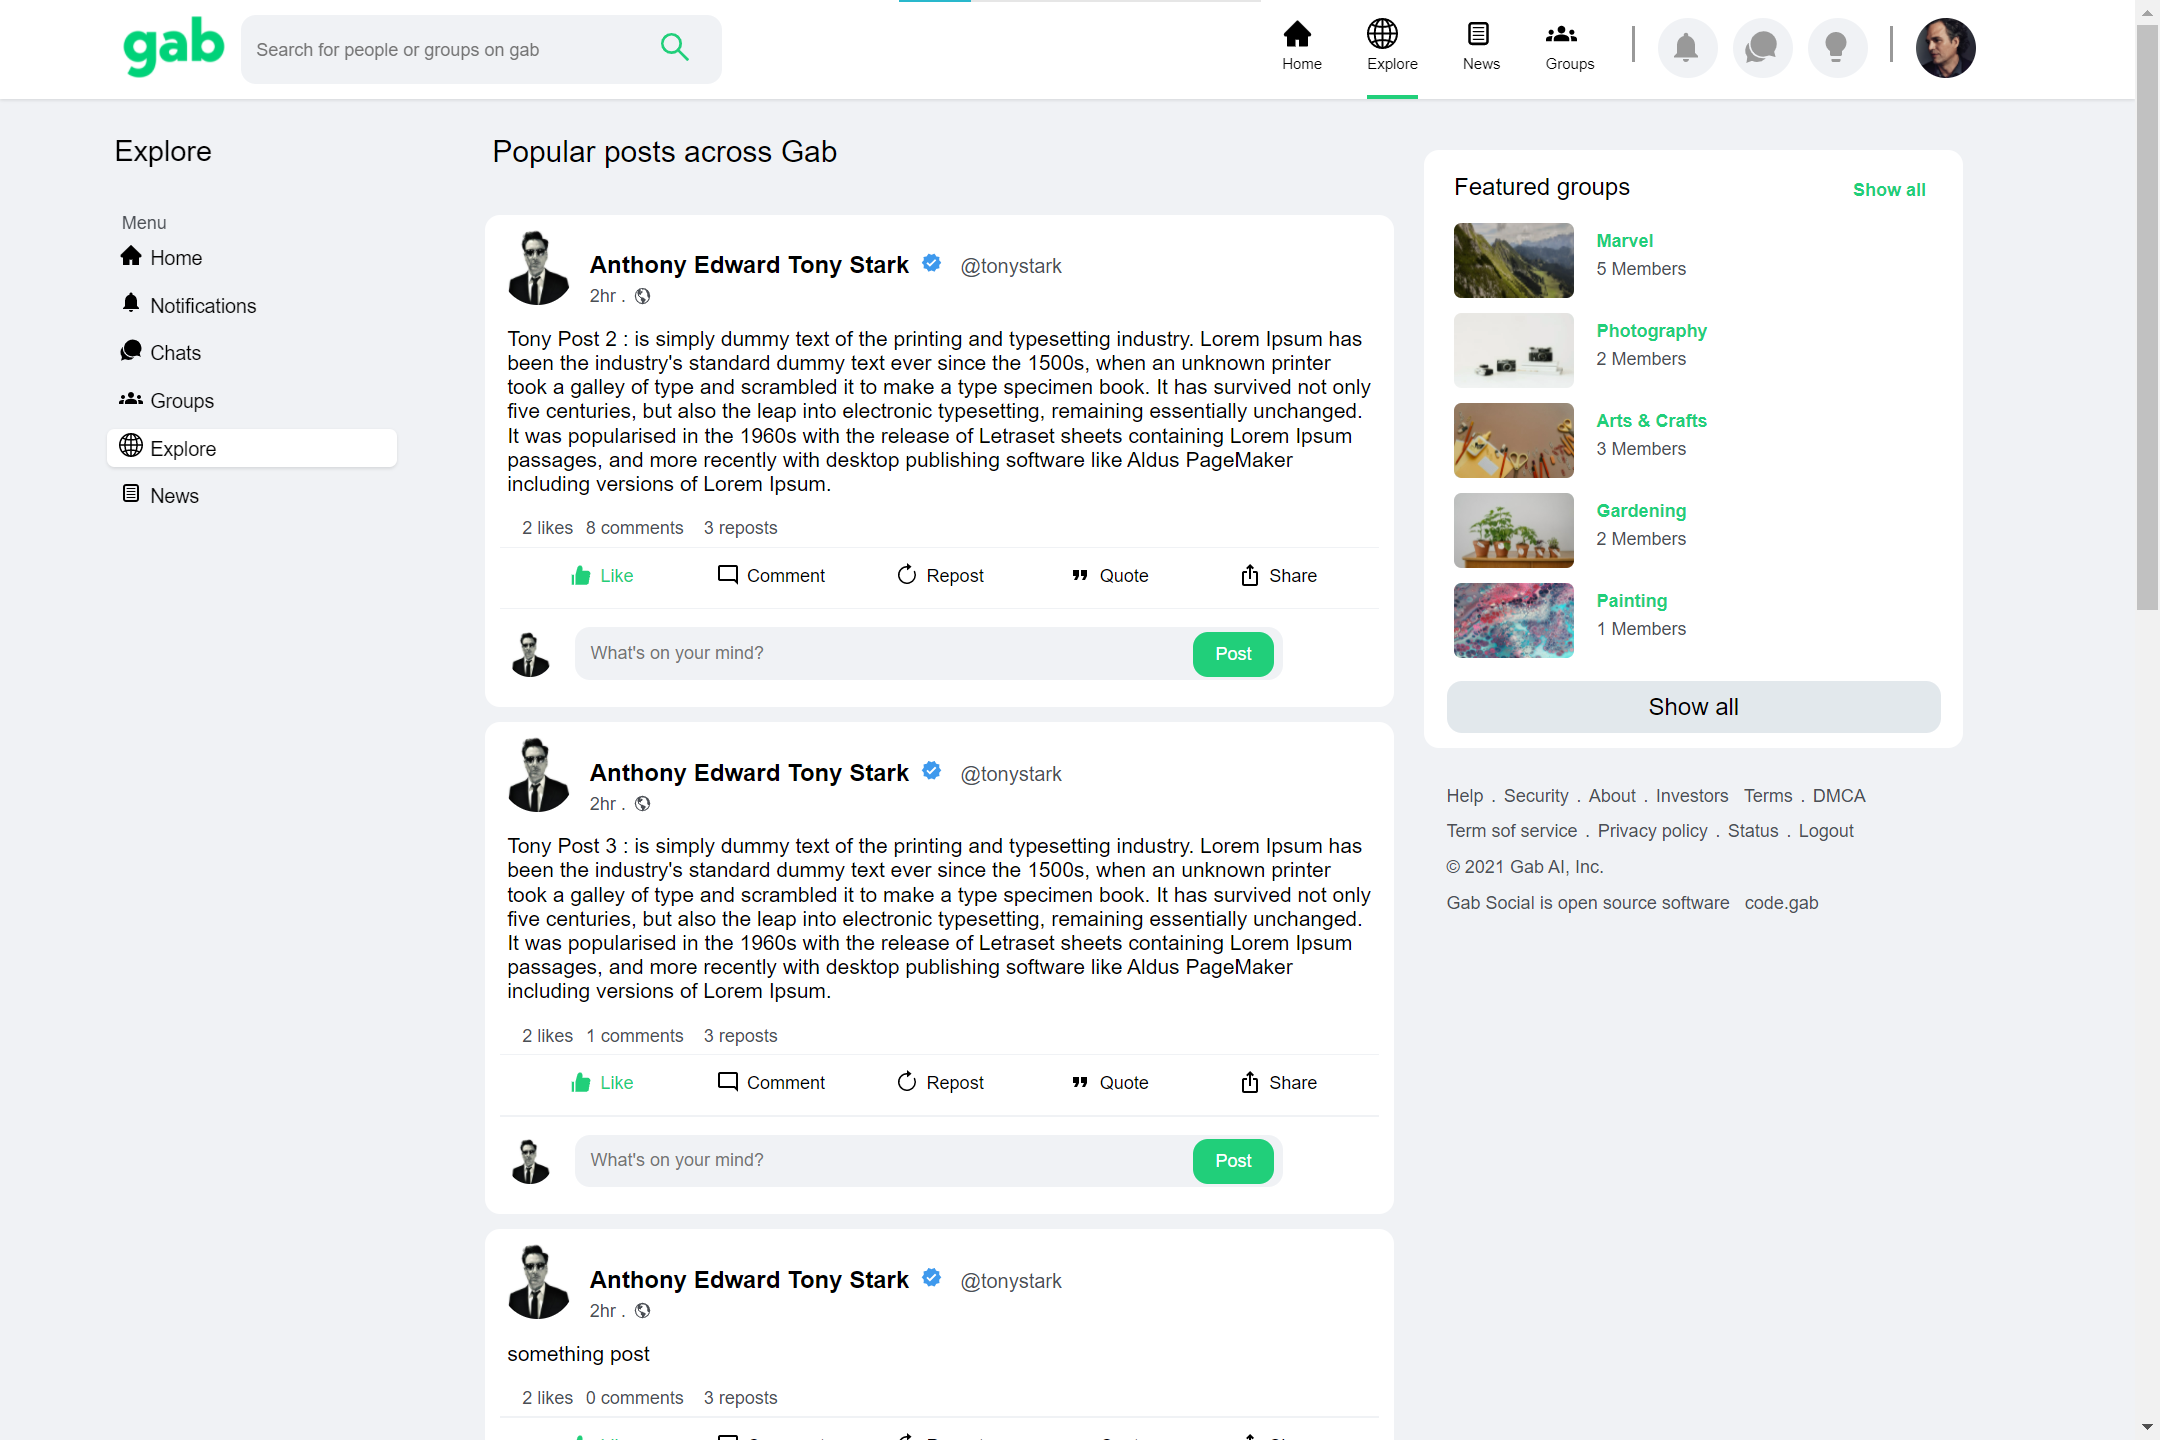 gab
Search for people or groups on gab
Home
Explore
News
Groups
Explore
Menu
Home
Notifications
Chats
Groups
Explore
News
Popular posts across Gab
Anthony Edward Tony Stark @tonystark
2hr .
Tony Post 2 : is simply dummy text of the printing and typesetting industry. Lorem Ipsum has
been the industry's standard dummy text ever since the 1500s, when an unknown printer
took a galley of type and scrambled it to make a type specimen book. It has survived not only
five centuries, but also the leap into electronic typesetting, remaining essentially unchanged.
It was popularised in the 1960s with the release of Letraset sheets containing Lorem Ipsum
passages, and more recently with desktop publishing software like Aldus PageMaker
including versions of Lorem Ipsum.
2 likes 8 comments 3 reposts
Like Comment Repost Quote Share
What's on your mind? Post
Anthony Edward Tony Stark @tonystark
2hr .
Tony Post 3 : is simply dummy text of the printing and typesetting industry. Lorem Ipsum has
been the industry's standard dummy text ever since the 1500s, when an unknown printer
took a galley of type and scrambled it to make a type specimen book. It has survived not only
five centuries, but also the leap into electronic typesetting, remaining essentially unchanged.
It was popularised in the 1960s with the release of Letraset sheets containing Lorem Ipsum
passages, and more recently with desktop publishing software like Aldus PageMaker
including versions of Lorem Ipsum.
2 likes 1 comments 3 reposts
Like Comment Repost Quote Share
What's on your mind? Post
Anthony Edward Tony Stark @tonystark
2hr .
something post
2 likes 0 comments 3 reposts
Featured groups Show all
Marvel
5 Members
Photography
2 Members
Arts & Crafts
3 Members
Gardening
2 Members
Painting
1 Members
Show all
Help . Security . About . Investors Terms . DMCA
Term sof service . Privacy policy . Status . Logout
© 2021 Gab AI, Inc.
Gab Social is open source software code.gab